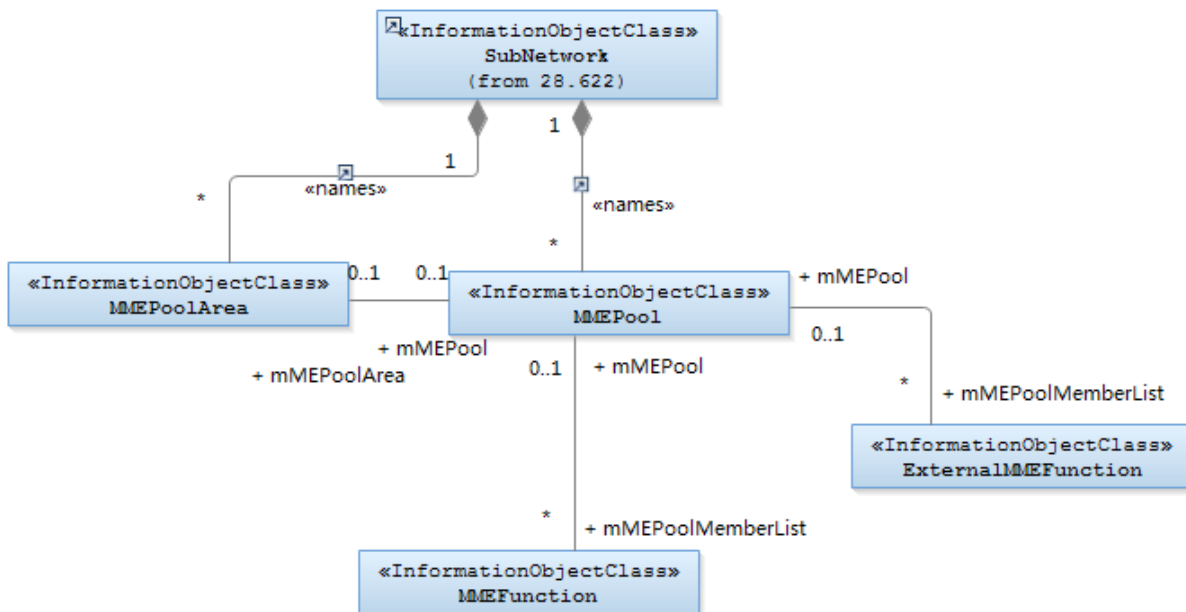 «InformationObjectClass»
SubNetwork
(from 28.622)
1
1
«names»
«names»
*
*
«InformationObjectClass»
MMEPoolArea
0..1
0..1
«InformationObjectClass»
MMEPool
+ mMEPool
0..1
+ mMEPool
+ mMEPoolArea
0..1
+ mMEPool
*
+ mMEPoolMemberList
«InformationObjectClass»
ExternalMMEFunction
*
+ mMEPoolMemberList
«InformationObjectClass»
MMEFunction